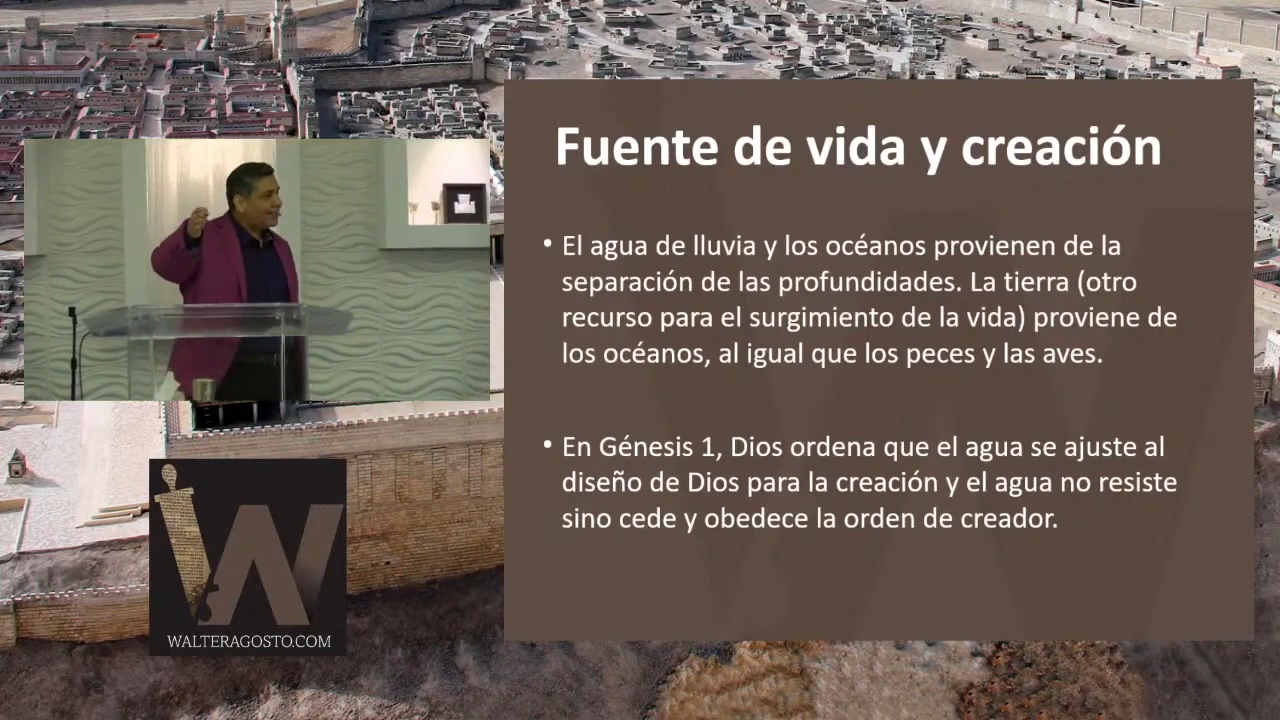 Fuente de vida y creación
• El agua de lluvia y los océanos provienen de la
separación de las profundidades. La tierra (otro
recurso para el surgimiento de la vida) proviene de
los océanos, al igual que los peces y las aves.
• En Génesis 1, Dios ordena que el agua se ajuste al
diseño de Dios para la creación y el agua no resiste
sino cede y obedece la orden de creador.
W
WALTERAGOSTO.COM